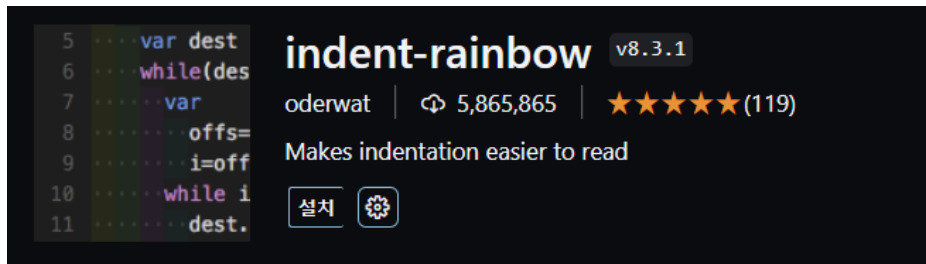 5 ···· var dest
6 ···· while(des
7 ······ var
8 ········ offs=
9 ········ i=off
10 ······ while i
11 ········ dest.
indent-rainbow v8.3.1
oderwat 5,865,865 ★★★★★(119)
Makes indentation easier to read
설치